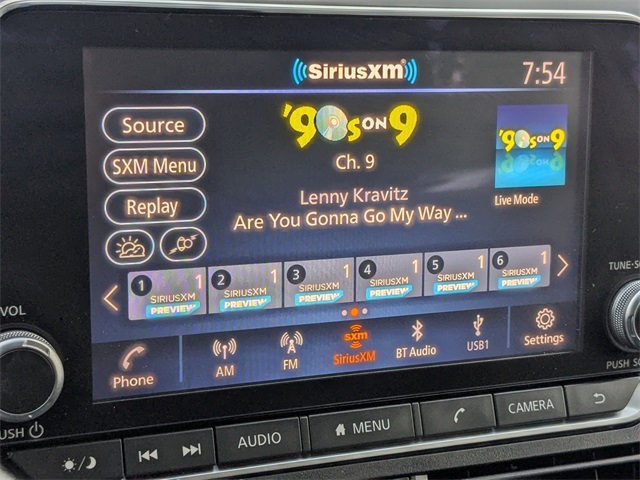 SiriusXM
7:54
Source
SXM Menu
Replay
'90s ON 9
Ch. 9
Lenny Kravitz
Are You Gonna Go My Way ...
'90s ON 9
Live Mode
1 1 SIRIUSXM PREVIEW
2 1 SIRIUSXM PREVIEW
3 1 SIRIUSXM PREVIEW
4 1 SIRIUSXM PREVIEW
5 1 SIRIUSXM PREVIEW
6 1 SIRIUSXM PREVIEW
Phone
AM
FM
sxm
SiriusXM
BT Audio
USB1
Settings
VOL
PUSH
TUNE-SC
PUSH SO
AUDIO
MENU
CAMERA